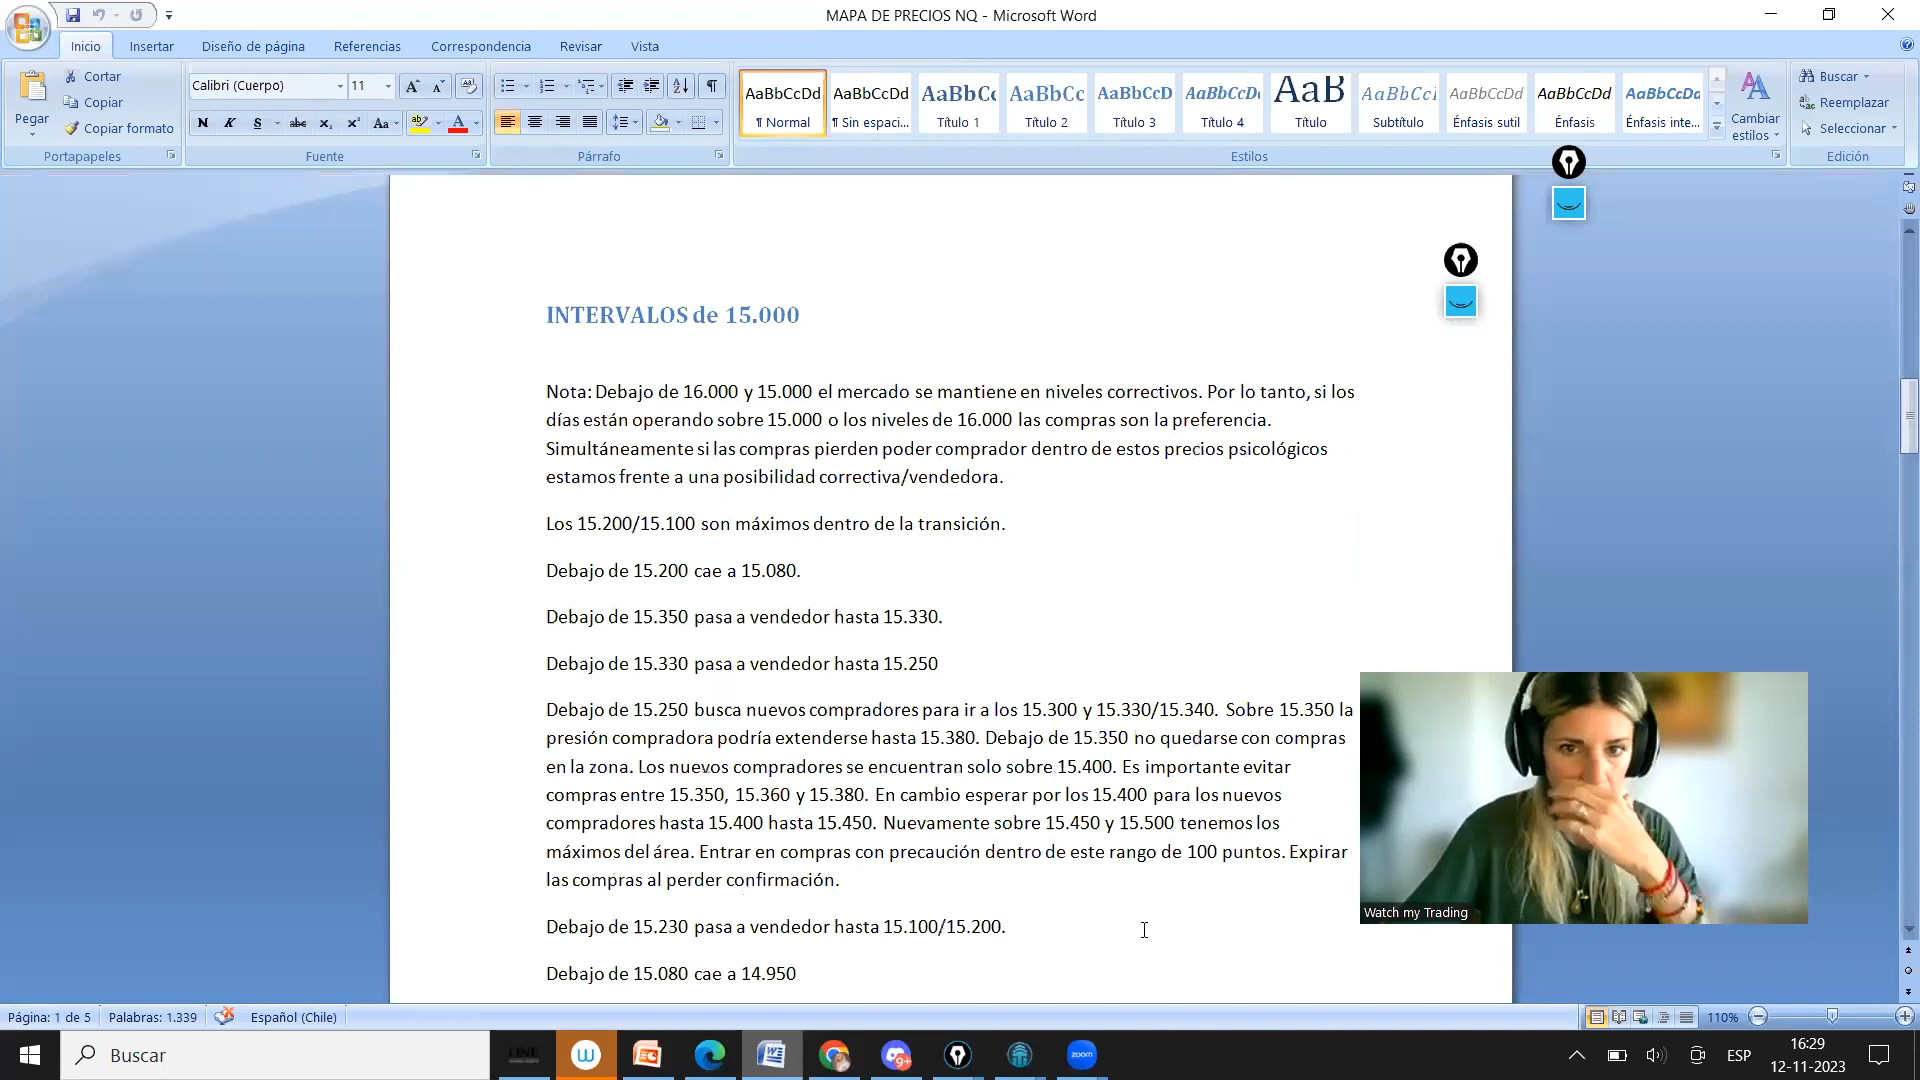 MAPA DE PRECIOS NQ - Microsoft Word
Inicio Insertar Diseño de página Referencias Correspondencia Revisar Vista
Pegar
Cortar
Copiar
Copiar formato
Portapapeles
Calibri (Cuerpo) 11
N K S abc x₂ x² Aa
Fuente
Párrafo
AaBbCcDd AaBbCcDd AaBbCc AaBbCc AaBbCcD AaBbCcDc AaB AaBbCcI AaBbCcDd AaBbCcDd AaBbCcDd
¶ Normal ¶ Sin espaci... Título 1 Título 2 Título 3 Título 4 Título Subtítulo Énfasis sutil Énfasis Énfasis inte...
Cambiar
estilos
Estilos
Buscar
Reemplazar
Seleccionar
Edición
INTERVALOS de 15.000
Nota: Debajo de 16.000 y 15.000 el mercado se mantiene en niveles correctivos. Por lo tanto, si los
días están operando sobre 15.000 o los niveles de 16.000 las compras son la preferencia.
Simultáneamente si las compras pierden poder comprador dentro de estos precios psicológicos
estamos frente a una posibilidad correctiva/vendedora.
Los 15.200/15.100 son máximos dentro de la transición.
Debajo de 15.200 cae a 15.080.
Debajo de 15.350 pasa a vendedor hasta 15.330.
Debajo de 15.330 pasa a vendedor hasta 15.250
Debajo de 15.250 busca nuevos compradores para ir a los 15.300 y 15.330/15.340. Sobre 15.350 la
presión compradora podría extenderse hasta 15.380. Debajo de 15.350 no quedarse con compras
en la zona. Los nuevos compradores se encuentran solo sobre 15.400. Es importante evitar
compras entre 15.350, 15.360 y 15.380. En cambio esperar por los 15.400 para los nuevos
compradores hasta 15.400 hasta 15.450. Nuevamente sobre 15.450 y 15.500 tenemos los
máximos del área. Entrar en compras con precaución dentro de este rango de 100 puntos. Expirar
las compras al perder confirmación.
Debajo de 15.230 pasa a vendedor hasta 15.100/15.200.
Debajo de 15.080 cae a 14.950
Watch my Trading
Página: 1 de 5 Palabras: 1.339 Español (Chile) 110%
Buscar
zoom
ESP
16:29
12-11-2023